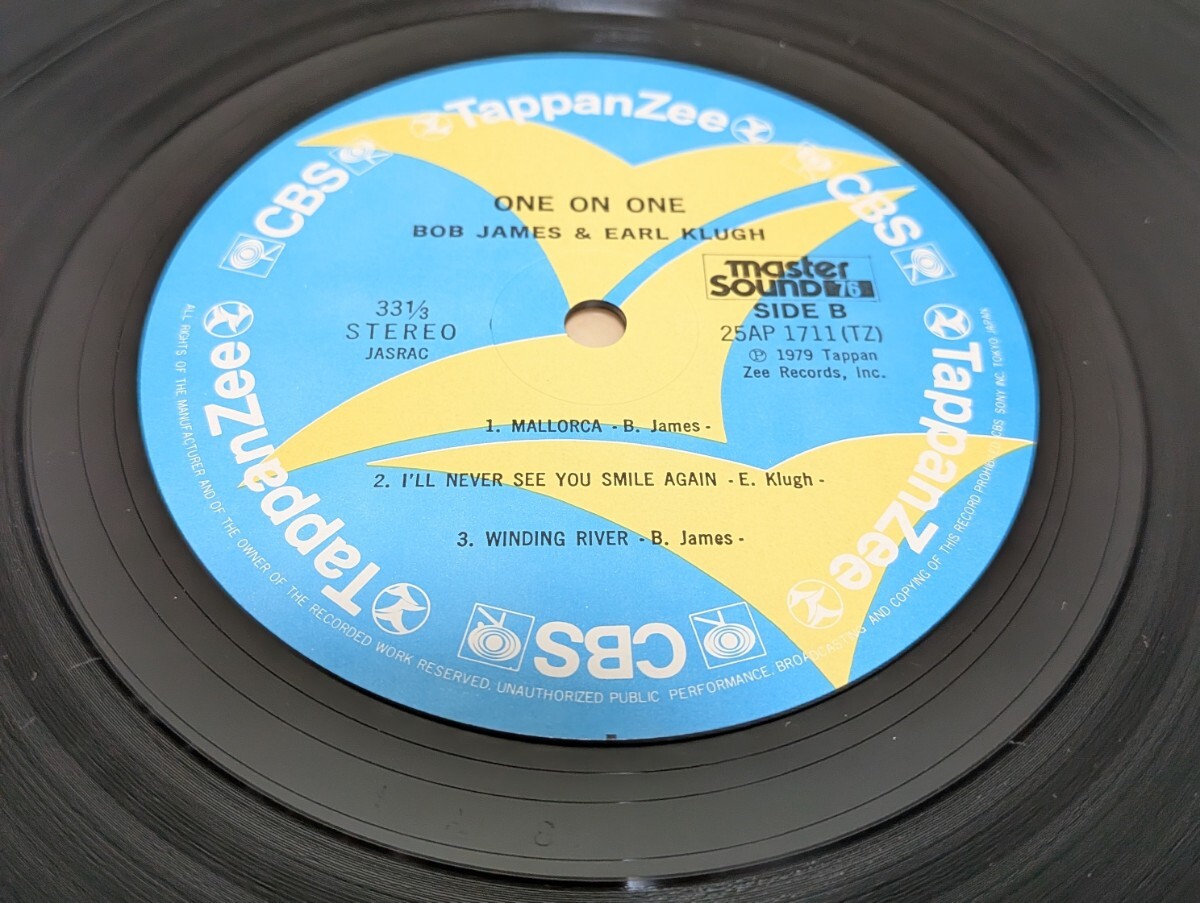 TappanZee
CBS
CBS
ONE ON ONE
BOB JAMES & EARL KLUGH
master
Sound 76
SIDE B
25AP 1711(TZ)
℗ 1979 Tappan
Zee Records, Inc.
33⅓
STEREO
JASRAC
1. MALLORCA - B. James -
2. I'LL NEVER SEE YOU SMILE AGAIN - E. Klugh -
3. WINDING RIVER - B. James -
TappanZee
TappanZee
CBS
ALL RIGHTS OF THE MANUFACTURER AND OF THE OWNER OF THE RECORDED WORK RESERVED. UNAUTHORIZED PUBLIC PERFORMANCE. BROADCASTING AND COPYING OF THIS RECORD PROHIBITED CBS SONY INC. TOKYO JAPAN